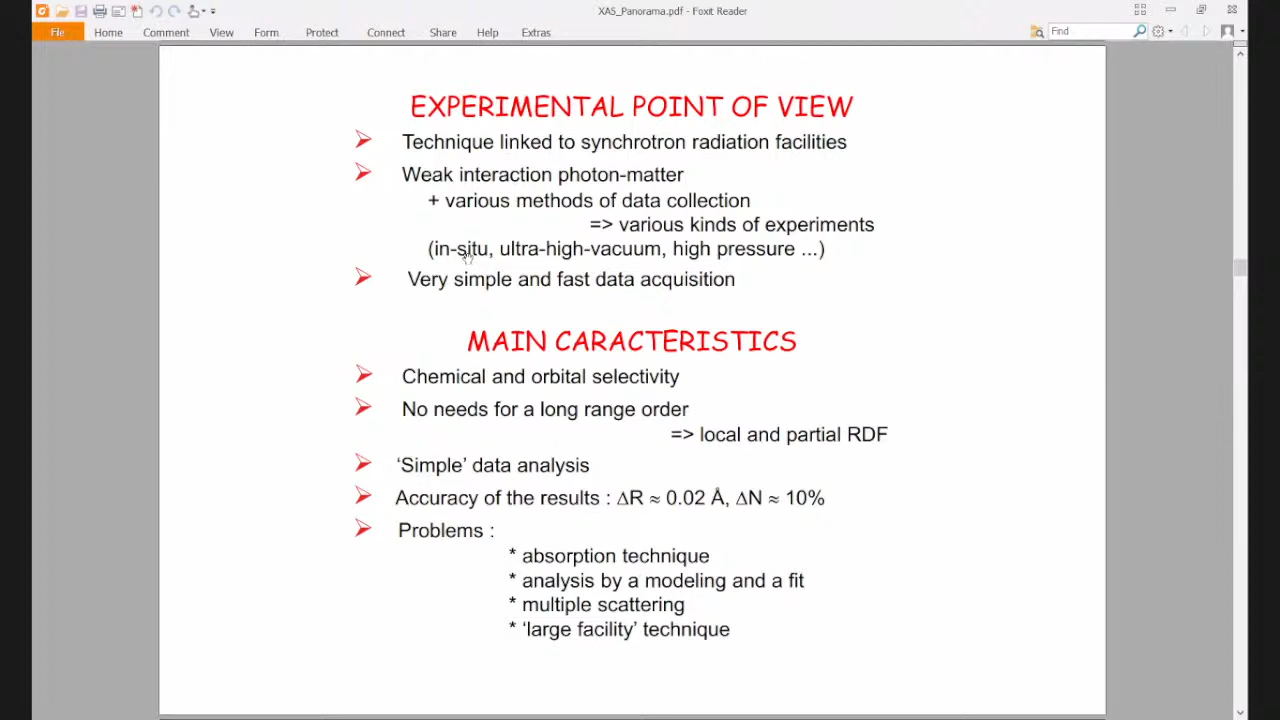 XAS_Panorama.pdf - Foxit Reader
File Home Comment View Form Protect Connect Share Help Extras Find
EXPERIMENTAL POINT OF VIEW
➢ Technique linked to synchrotron radiation facilities
➢ Weak interaction photon-matter
+ various methods of data collection
=> various kinds of experiments
(in-situ, ultra-high-vacuum, high pressure ...)
➢ Very simple and fast data acquisition
MAIN CARACTERISTICS
➢ Chemical and orbital selectivity
➢ No needs for a long range order
=> local and partial RDF
➢ ‘Simple’ data analysis
➢ Accuracy of the results : ΔR ≈ 0.02 Å, ΔN ≈ 10%
➢ Problems :
* absorption technique
* analysis by a modeling and a fit
* multiple scattering
* ‘large facility’ technique